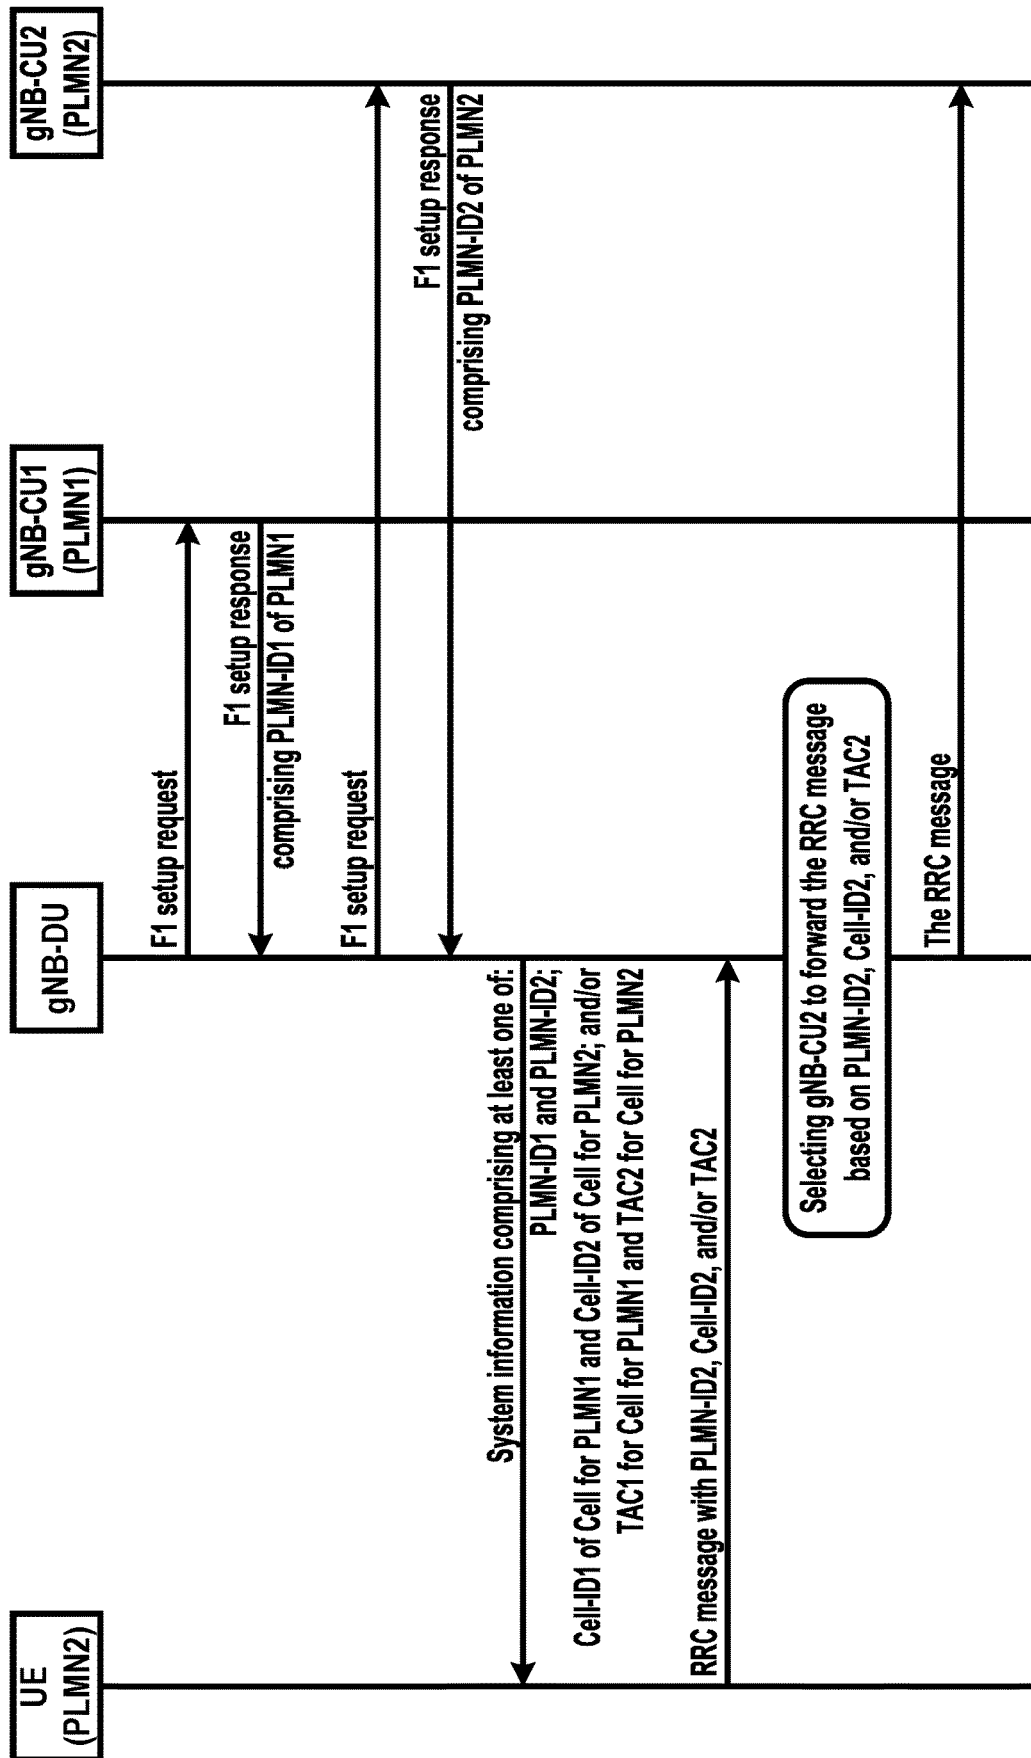 UE
(PLMN2)
gNB-DU
gNB-CU1
(PLMN1)
gNB-CU2
(PLMN2)
F1 setup request
F1 setup response
comprising PLMN-ID1 of PLMN1
F1 setup request
F1 setup response
comprising PLMN-ID2 of PLMN2
System information comprising at least one of:
PLMN-ID1 and PLMN-ID2;
Cell-ID1 of Cell for PLMN1 and Cell-ID2 of Cell for PLMN2; and/or
TAC1 for Cell for PLMN1 and TAC2 for Cell for PLMN2
RRC message with PLMN-ID2, Cell-ID2, and/or TAC2
Selecting gNB-CU2 to forward the RRC message
based on PLMN-ID2, Cell-ID2, and/or TAC2
The RRC message